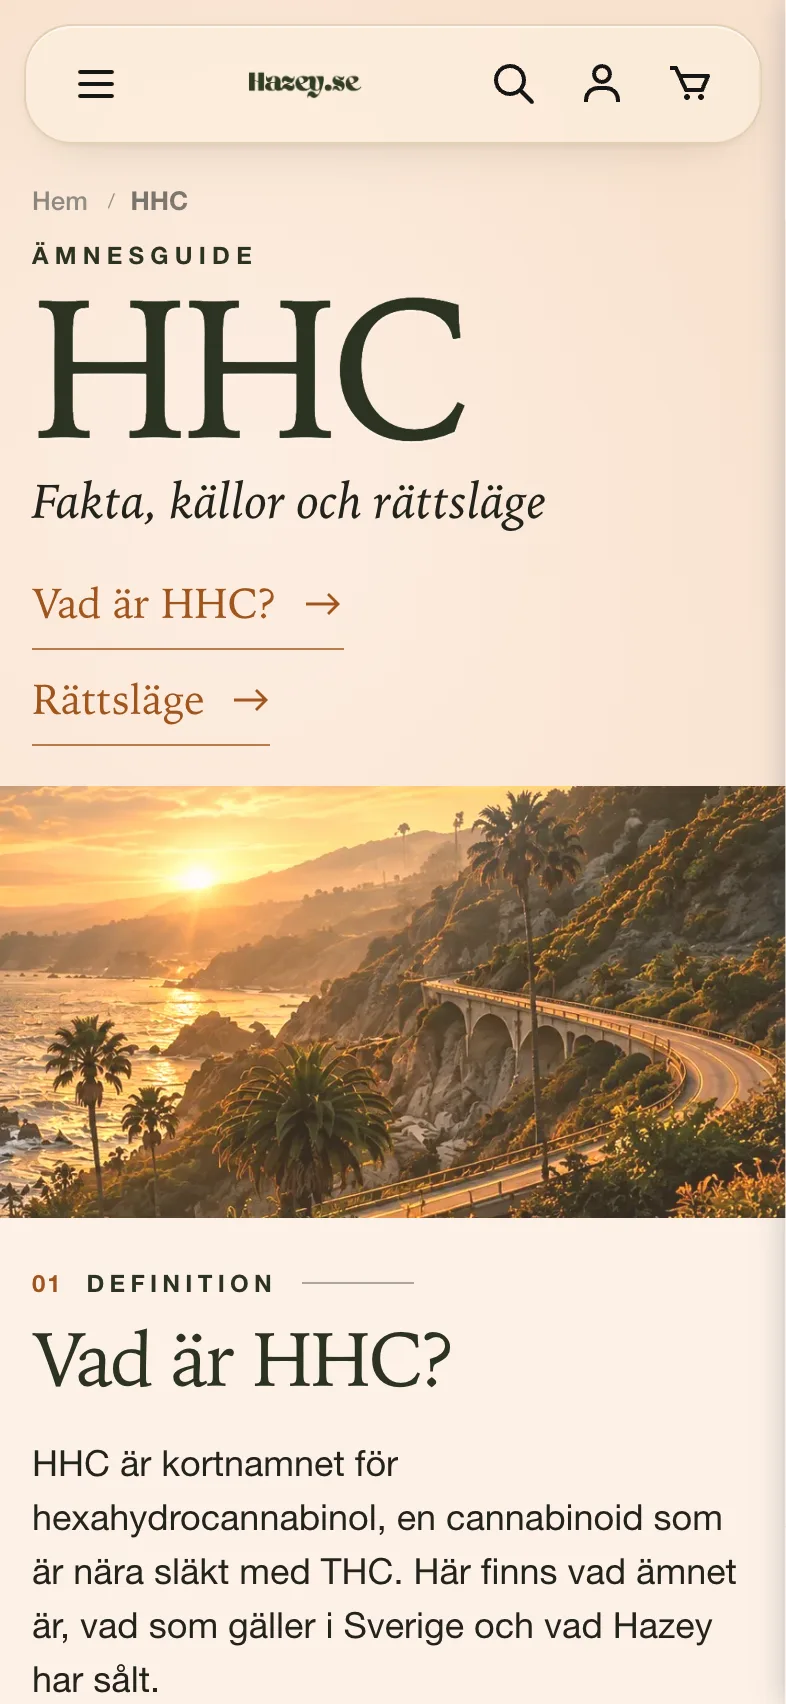 Hazey.se
Hem / HHC
ÄMNESGUIDE
HHC
Fakta, källor och rättsläge
Vad är HHC? →
Rättsläge →
01 DEFINITION
Vad är HHC?
HHC är kortnamnet för
hexahydrocannabinol, en cannabinoid som
är nära släkt med THC. Här finns vad ämnet
är, vad som gäller i Sverige och vad Hazey
har sålt.